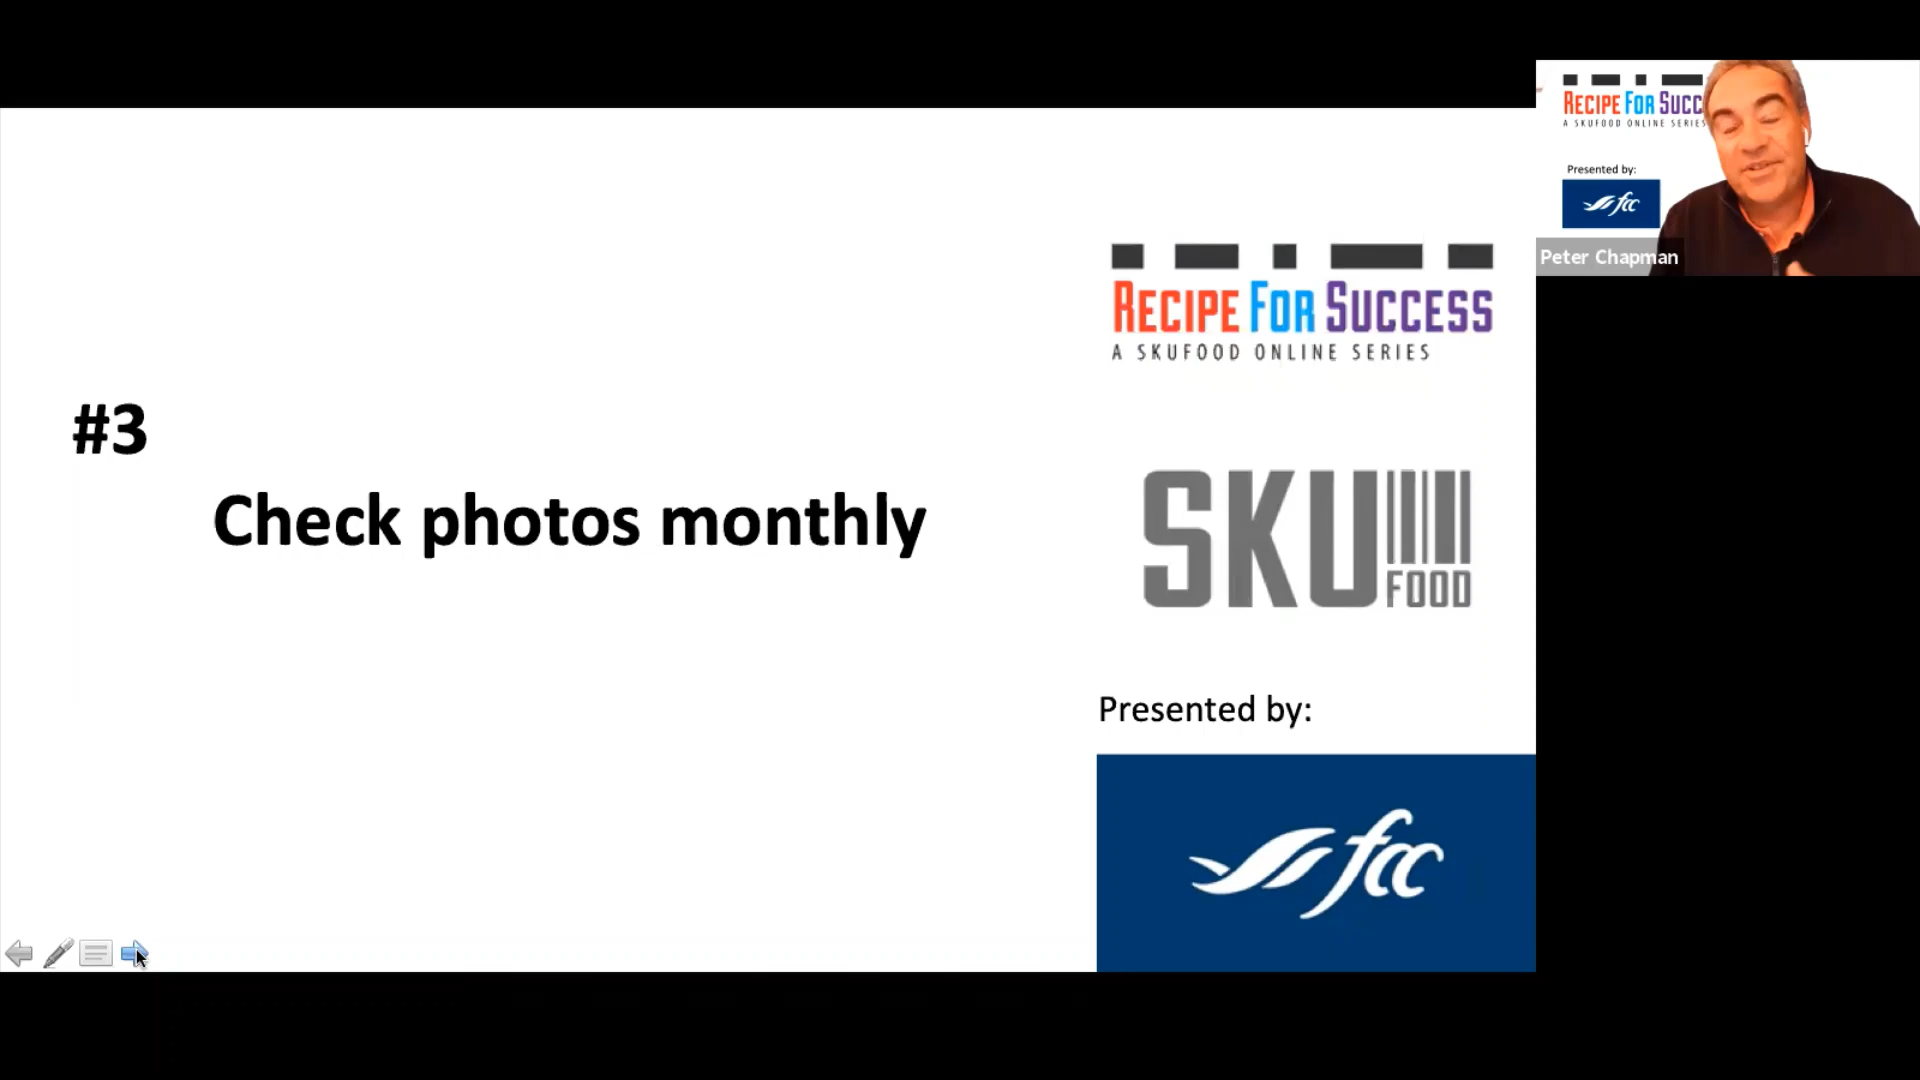 #3
Check photos monthly
RECIPE FOR SUCCESS
A SKUFOOD ONLINE SERIES
SKU
FOOD
Presented by:
fcc
RECIPE FOR SUCC
A SKUFOOD ONLINE SERIES
Presented by:
fcc
Peter Chapman